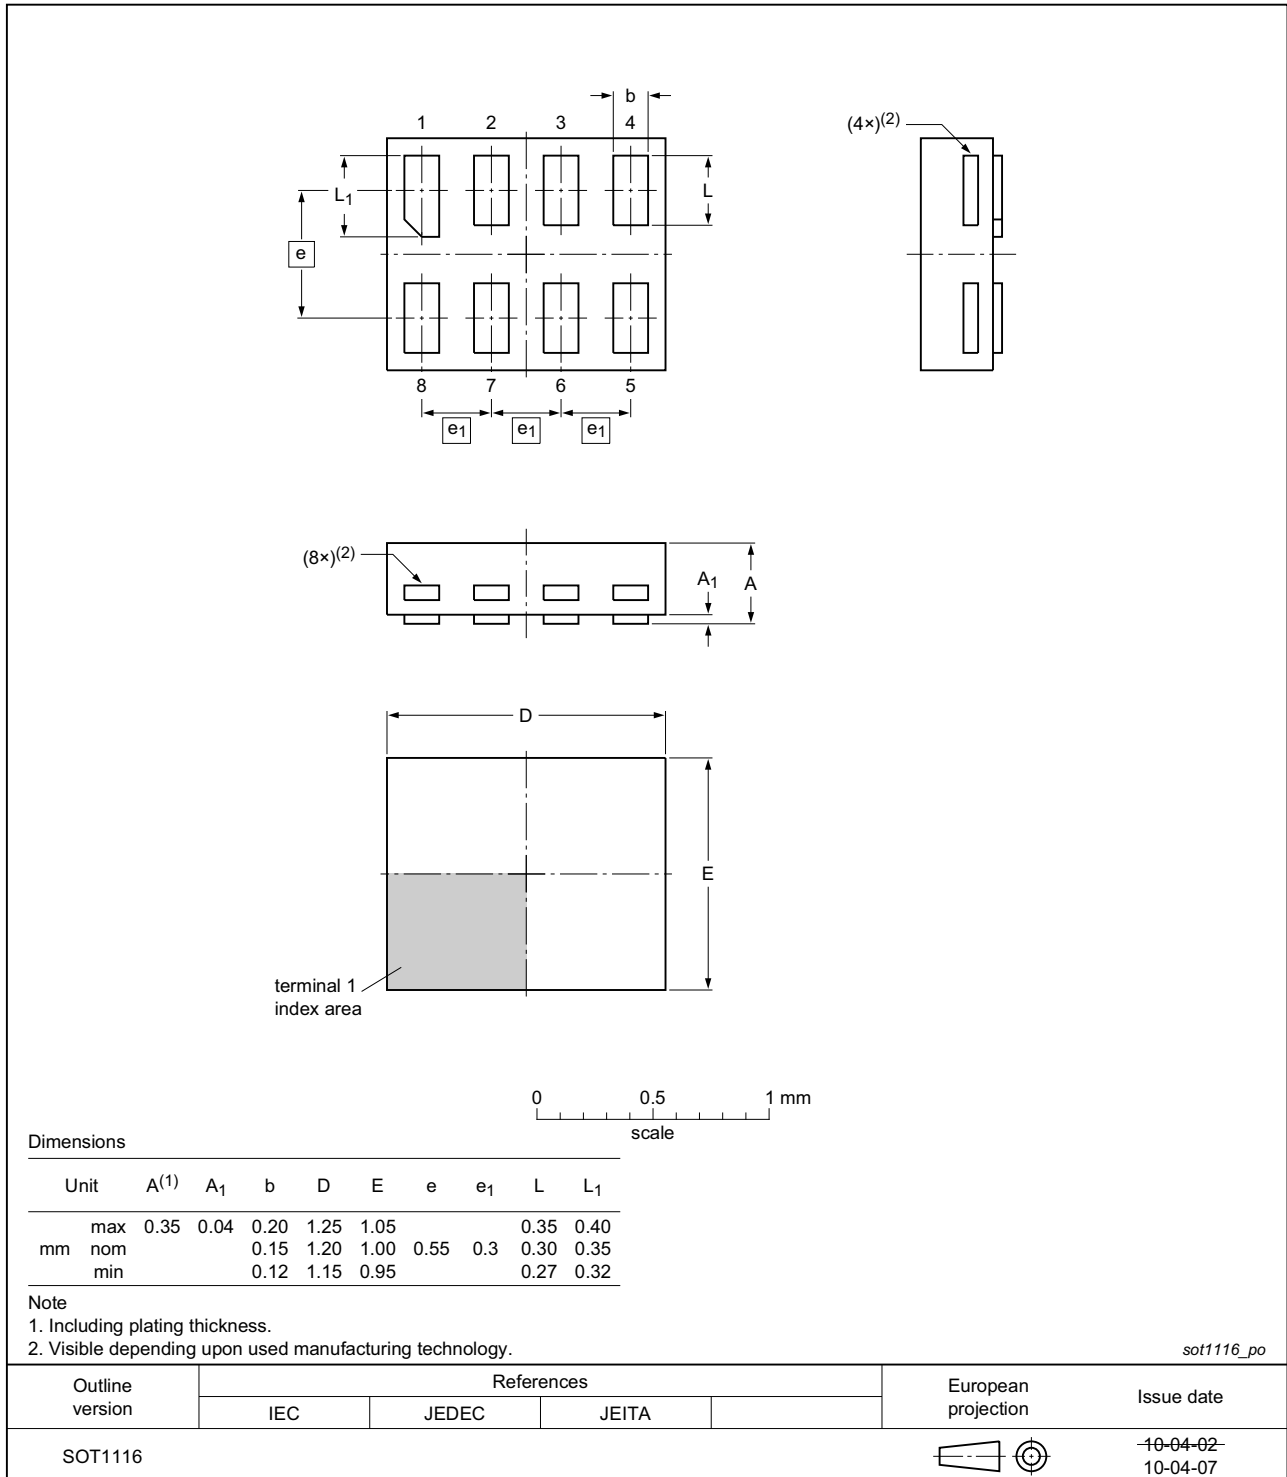 b
1 2 3 4
(4×)(2)
L1
L
e
8 7 6 5
e1 e1 e1
(8×)(2)
A1 A
D
E
terminal 1
index area
0 0.5 1 mm
scale
Dimensions
Unit A(1) A1 b D E e e1 L L1
max 0.35 0.04 0.20 1.25 1.05 0.35 0.40
mm nom 0.15 1.20 1.00 0.55 0.3 0.30 0.35
min 0.12 1.15 0.95 0.27 0.32
Note
1. Including plating thickness.
2. Visible depending upon used manufacturing technology.
sot1116_po
Outline
version
References
IEC JEDEC JEITA
European
projection
Issue date
SOT1116
10-04-02
10-04-07